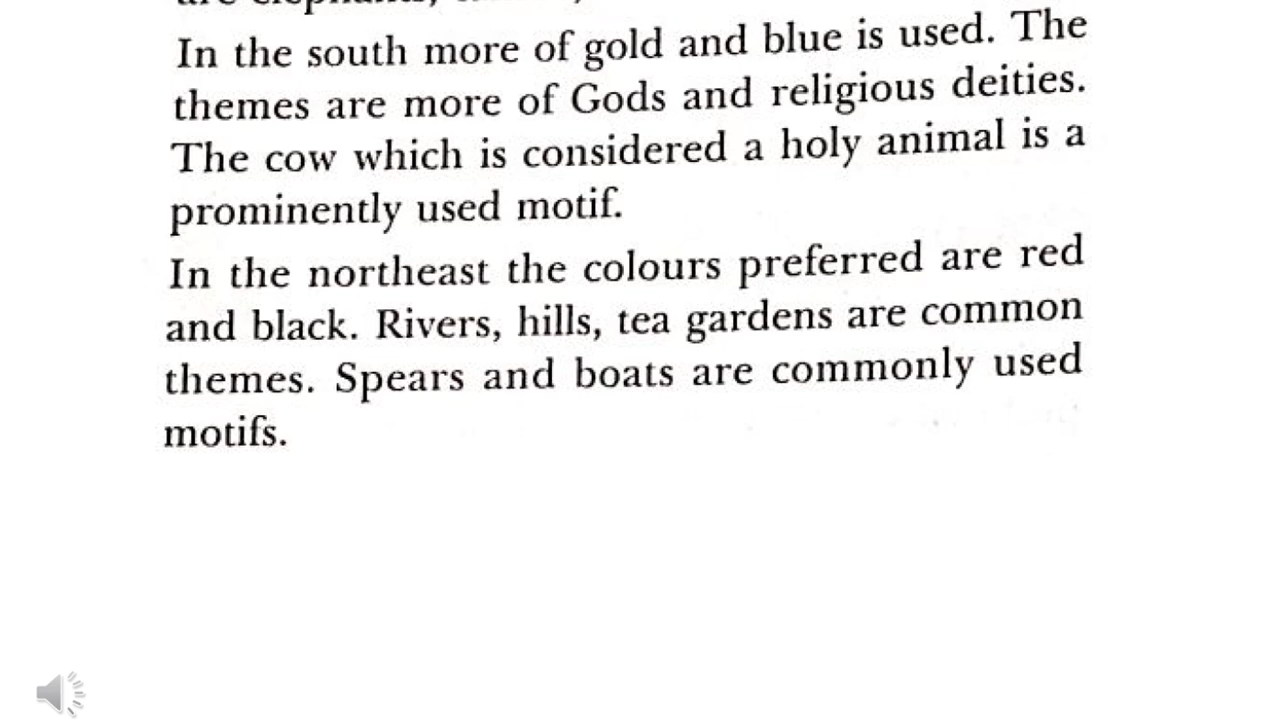 are elephants,
In the south more of gold and blue is used. The
themes are more of Gods and religious deities.
The cow which is considered a holy animal is a
prominently used motif.
In the northeast the colours preferred are red
and black. Rivers, hills, tea gardens are common
themes. Spears and boats are commonly used
motifs.